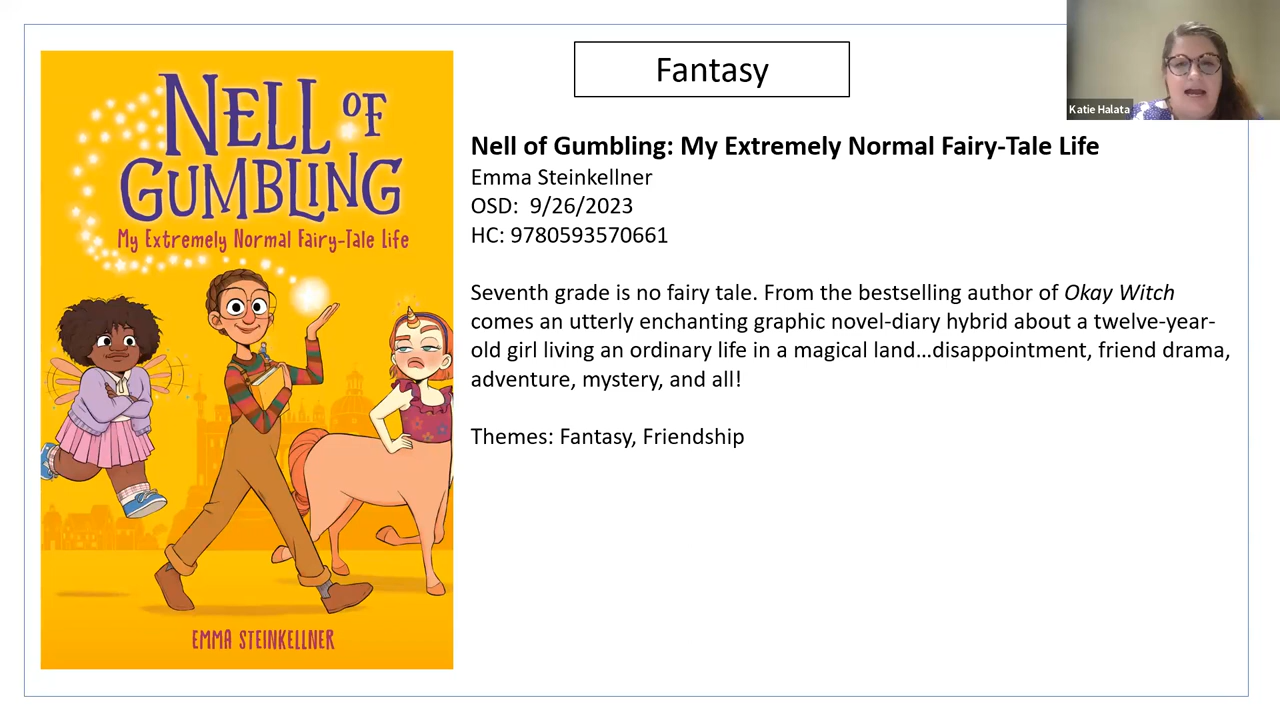 NELL OF
GUMBLING
My Extremely Normal Fairy-Tale Life
EMMA STEINKELLNER
Fantasy
Katie Halata
Nell of Gumbling: My Extremely Normal Fairy-Tale Life
Emma Steinkellner
OSD:  9/26/2023
HC: 9780593570661
Seventh grade is no fairy tale. From the bestselling author of Okay Witch
comes an utterly enchanting graphic novel-diary hybrid about a twelve-year-
old girl living an ordinary life in a magical land…disappointment, friend drama,
adventure, mystery, and all!
Themes: Fantasy, Friendship